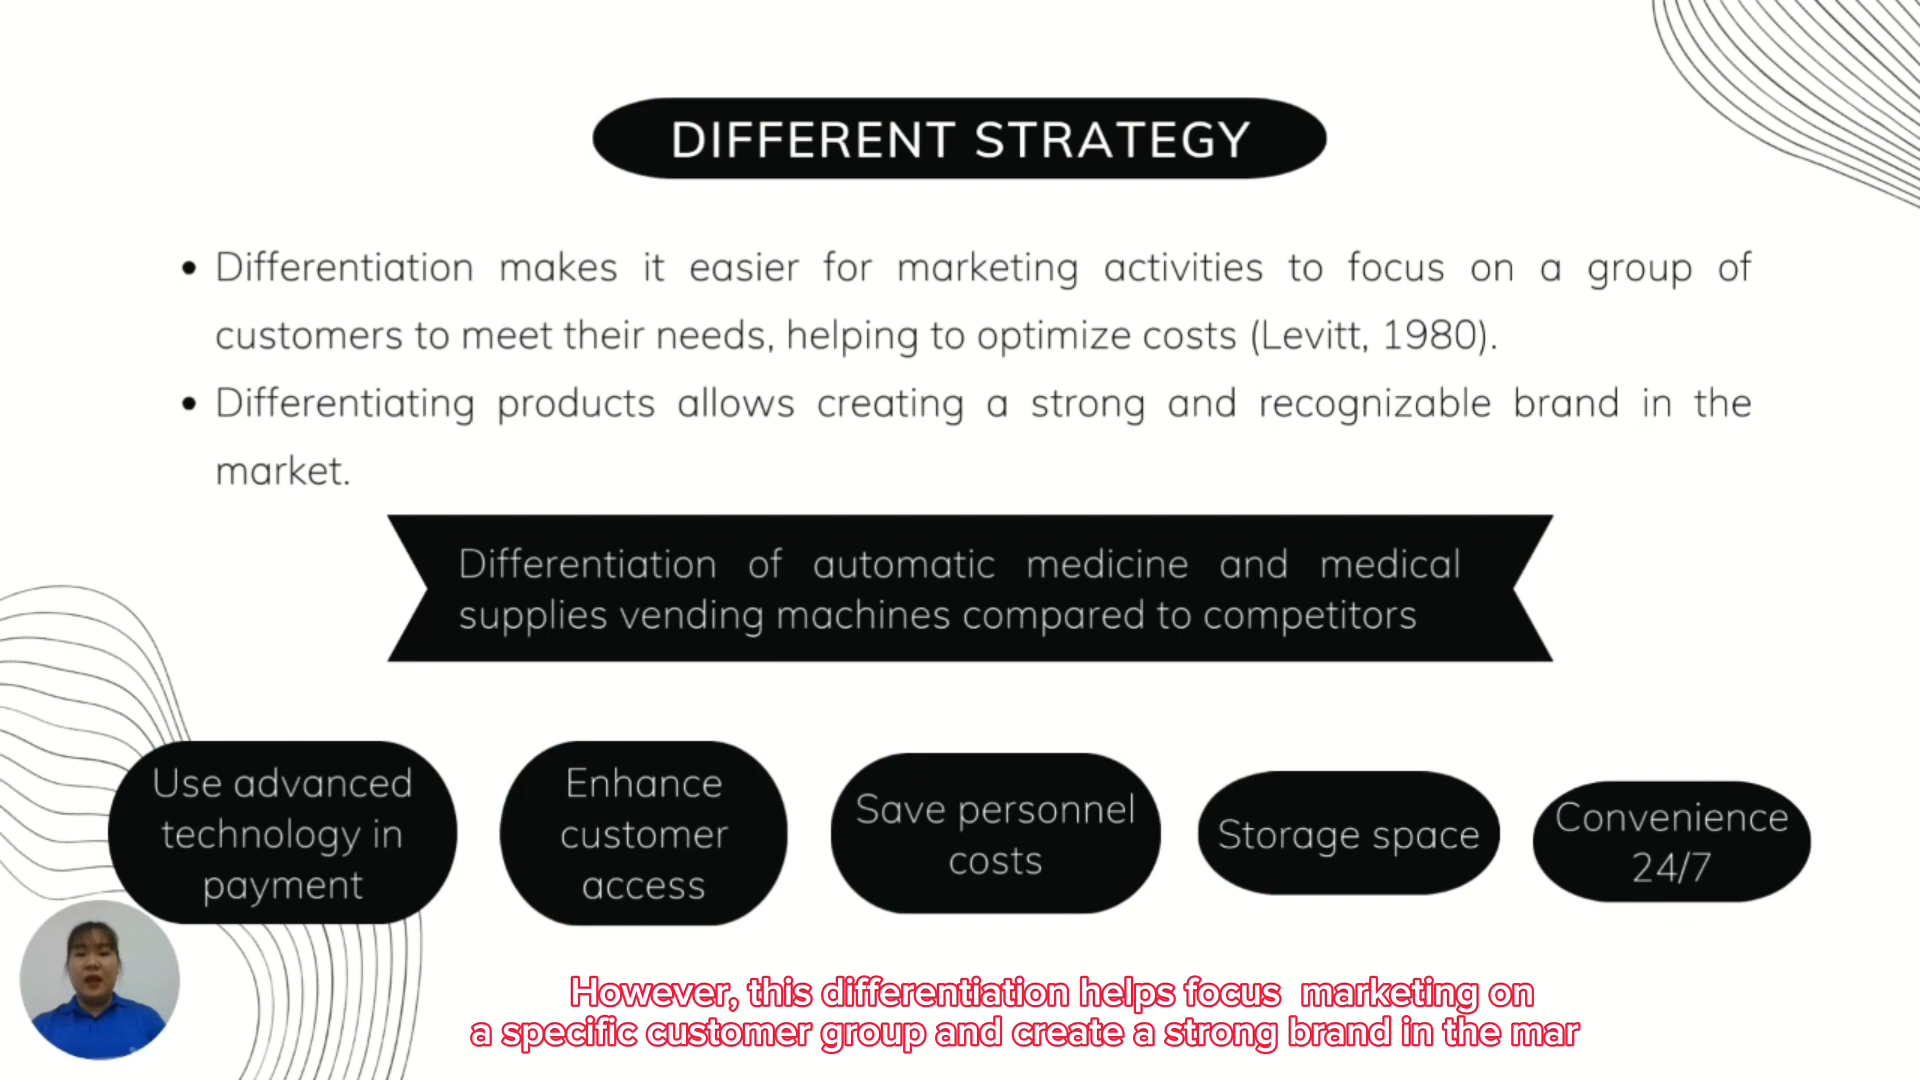 DIFFERENT STRATEGY
• Differentiation makes it easier for marketing activities to focus on a group of
customers to meet their needs, helping to optimize costs (Levitt, 1980).
• Differentiating products allows creating a strong and recognizable brand in the
market.
Differentiation of automatic medicine and medical
supplies vending machines compared to competitors
Use advanced
technology in
payment
Enhance
customer
access
Save personnel
costs
Storage space
Convenience
24/7
However, this differentiation helps focus marketing on
a specific customer group and create a strong brand in the mar